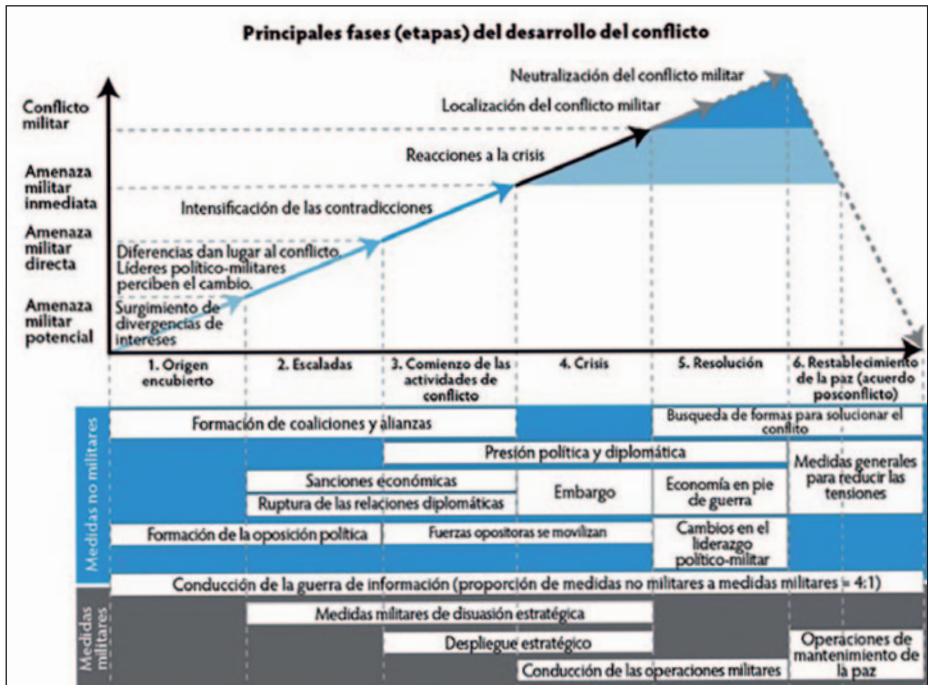 Principales fases (etapas) del desarrollo del conflicto
Neutralización del conflicto militar
Localización del conflicto militar
Conflicto
militar
Reacciones a la crisis
Amenaza
militar
inmediata
Intensificación de las contradicciones
Amenaza
militar
directa
Diferencias dan lugar al conflicto.
Líderes político-militares
perciben el cambio.
Amenaza
militar
potencial
Surgimiento de
divergencias de
intereses
1. Origen
encubierto
2. Escaladas
3. Comienzo de las
actividades de
conflicto
4. Crisis
5. Resolución
6. Restablecimiento
de la paz (acuerdo
posconflicto)
Medidas no militares
Formación de coaliciones y alianzas
Busqueda de formas para solucionar el
conflito
Presión política y diplomática
Medidas generales
para reducir las
tensiones
Sanciones económicas
Ruptura de las relaciones diplomáticas
Embargo
Economía en pie
de guerra
Formación de la oposición política
Fuerzas opositoras se movilizan
Cambios en el
liderazgo
político-militar
Conducción de la guerra de información (proporción de medidas no militares a medidas militares = 4:1)
Medidas
militares
Medidas militares de disuasión estratégica
Despliegue estratégico
Operaciones de
mantenimiento de
la paz
Conducción de las operaciones militares